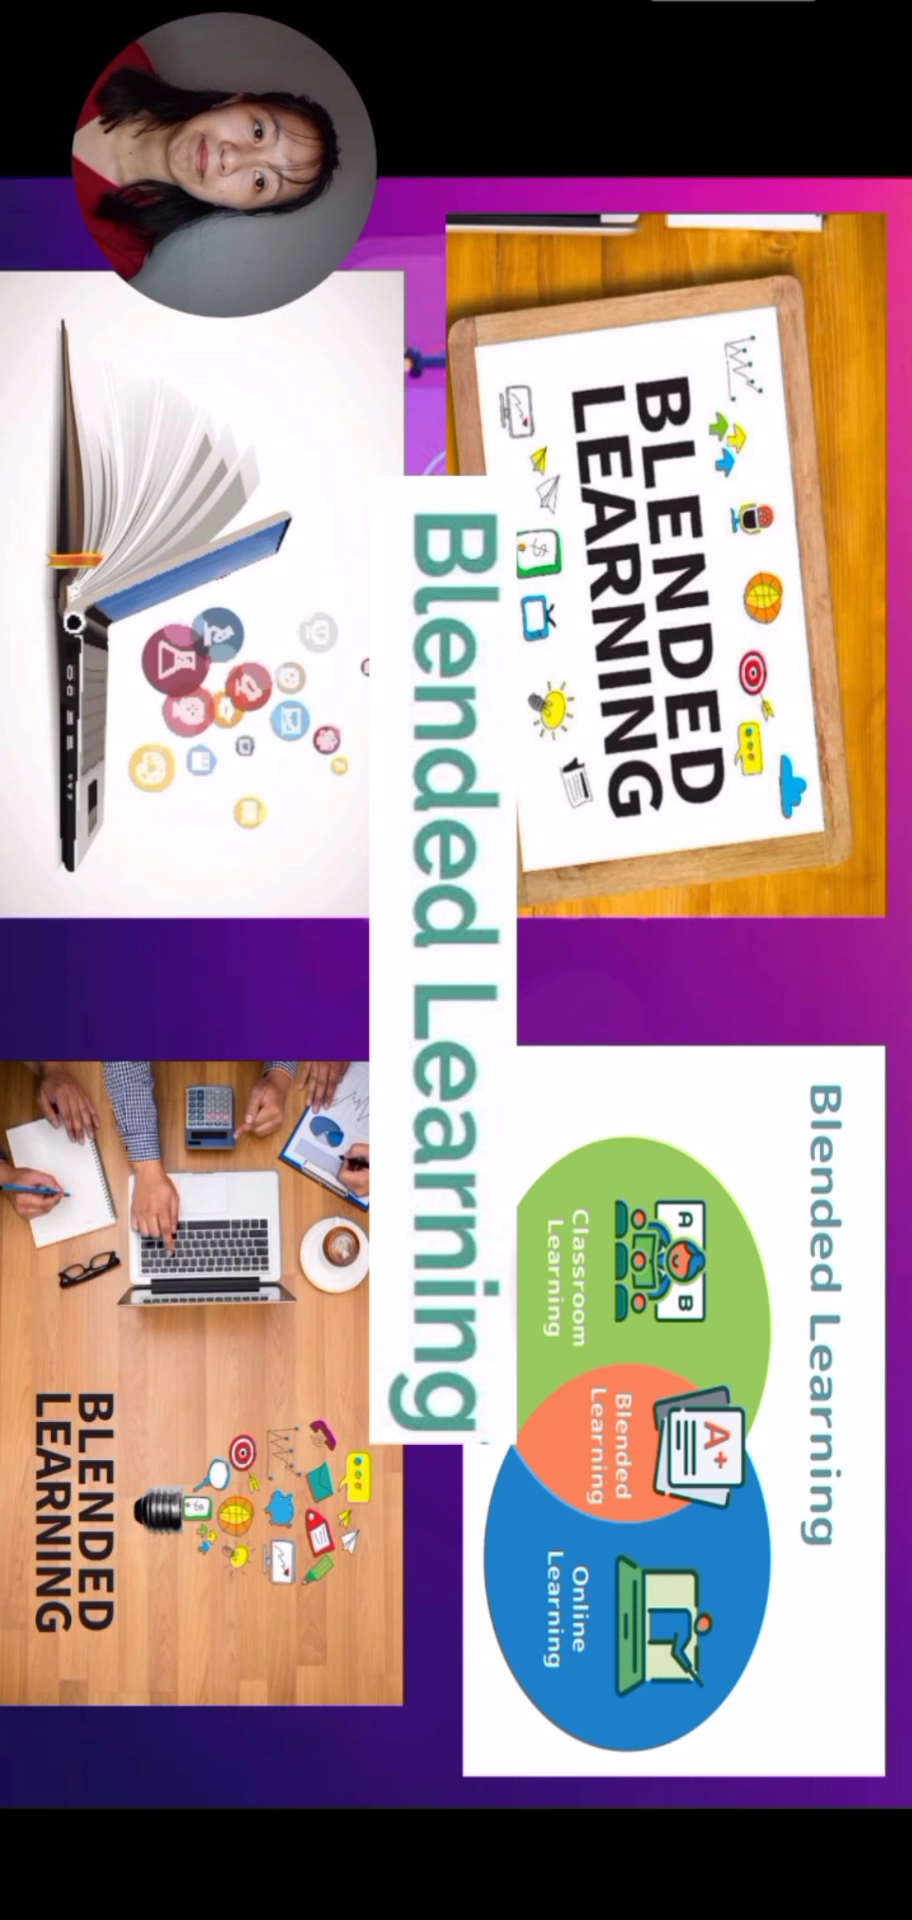 BLENDED
LEARNING
Blended Learning
Blended Learning
A
B
Classroom
Learning
A+
Blended
Learning
Online
Learning
BLENDED
LEARNING